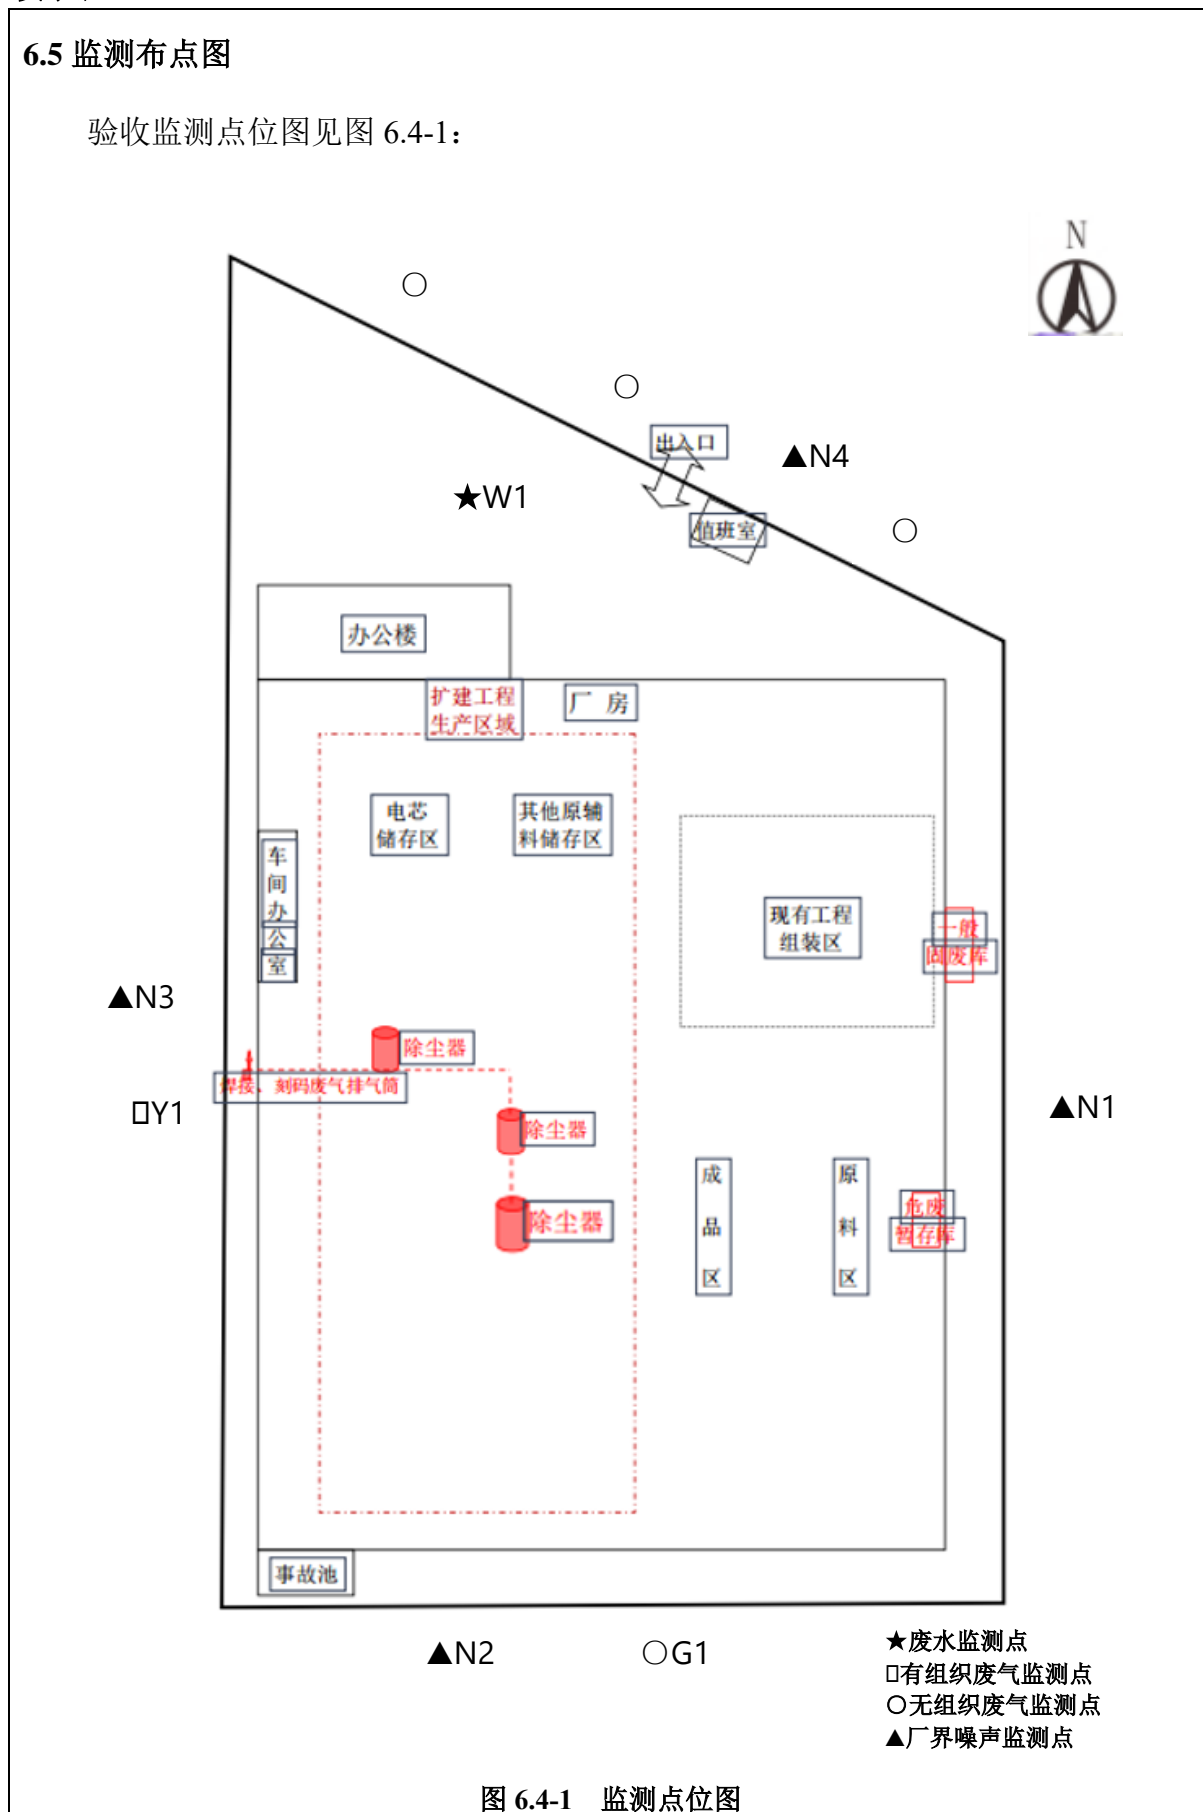 6.5 监测布点图
验收监测点位图见图 6.4-1：
N
○
○
出入口
▲N4
★W1
○
值班室
办公楼
扩建工程
生产区域
厂 房
电芯
储存区
其他原辅
料储存区
车
间
办
公
室
现有工程
组装区
一般
固废库
▲N3
除尘器
焊接、刻码废气排气筒
□Y1
▲N1
除尘器
成
品
区
原
料
区
危废
暂存库
除尘器
事故池
▲N2
○G1
★废水监测点
□有组织废气监测点
○无组织废气监测点
▲厂界噪声监测点
图 6.4-1 监测点位图